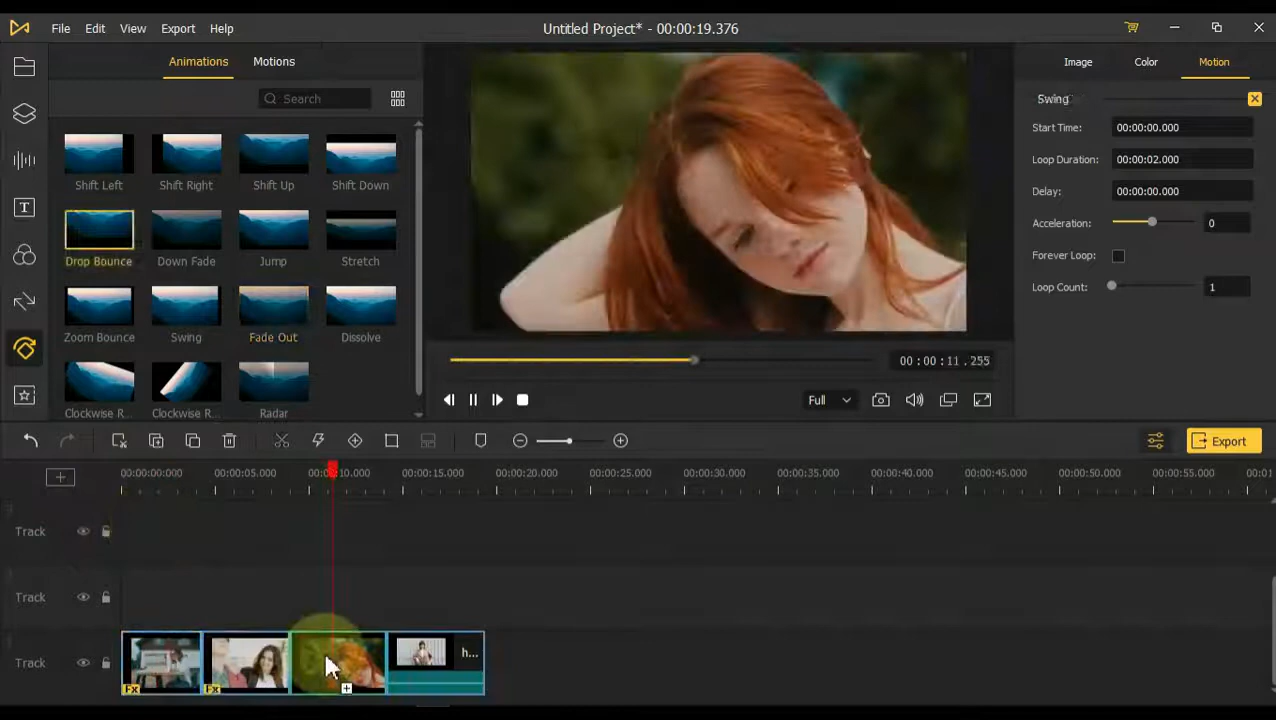 File Edit View Export Help Untitled Project* - 00:00:19.376
Animations Motions
Search
Shift Left Shift Right Shift Up Shift Down
Drop Bounce Down Fade Jump Stretch
Zoom Bounce Swing Fade Out Dissolve
Clockwise R... Clockwise R... Radar
Image Color Motion
Swing
Start Time: 00:00:00.000
Loop Duration: 00:00:02.000
Delay: 00:00:00.000
Acceleration: 0
Forever Loop:
Loop Count: 1
00:00:11.255
Full
Export
00:00:00.000 00:00:05.000 00:00:10.000 00:00:15.000 00:00:20.000 00:00:25.000 00:00:30.000 00:00:35.000 00:00:40.000 00:00:45.000 00:00:50.000 00:00:55.000 00:01
Track
Track
Track
h...
Fx Fx